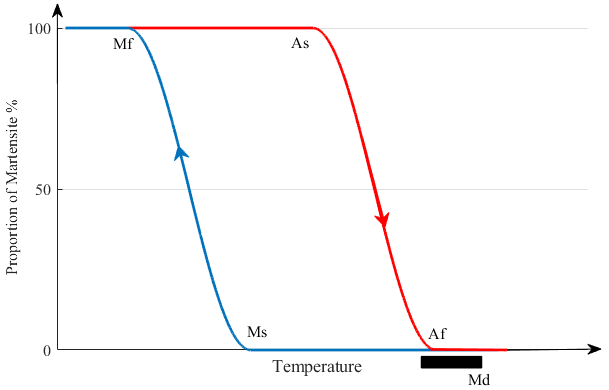 100
Mf
As
Proportion of Martensite %
50
Ms
Af
0
Temperature
Md